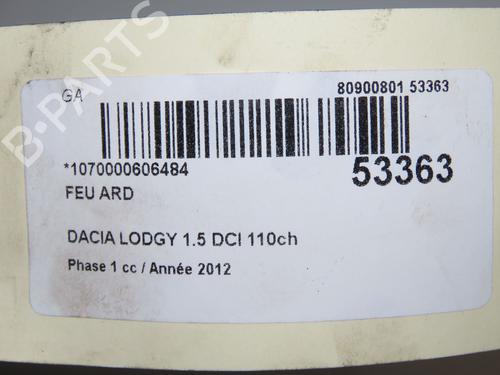 GA
80900801 53363
*1070000606484
53363
FEU ARD
DACIA LODGY 1.5 DCI 110ch
Phase 1 cc / Année 2012
B-PARTS